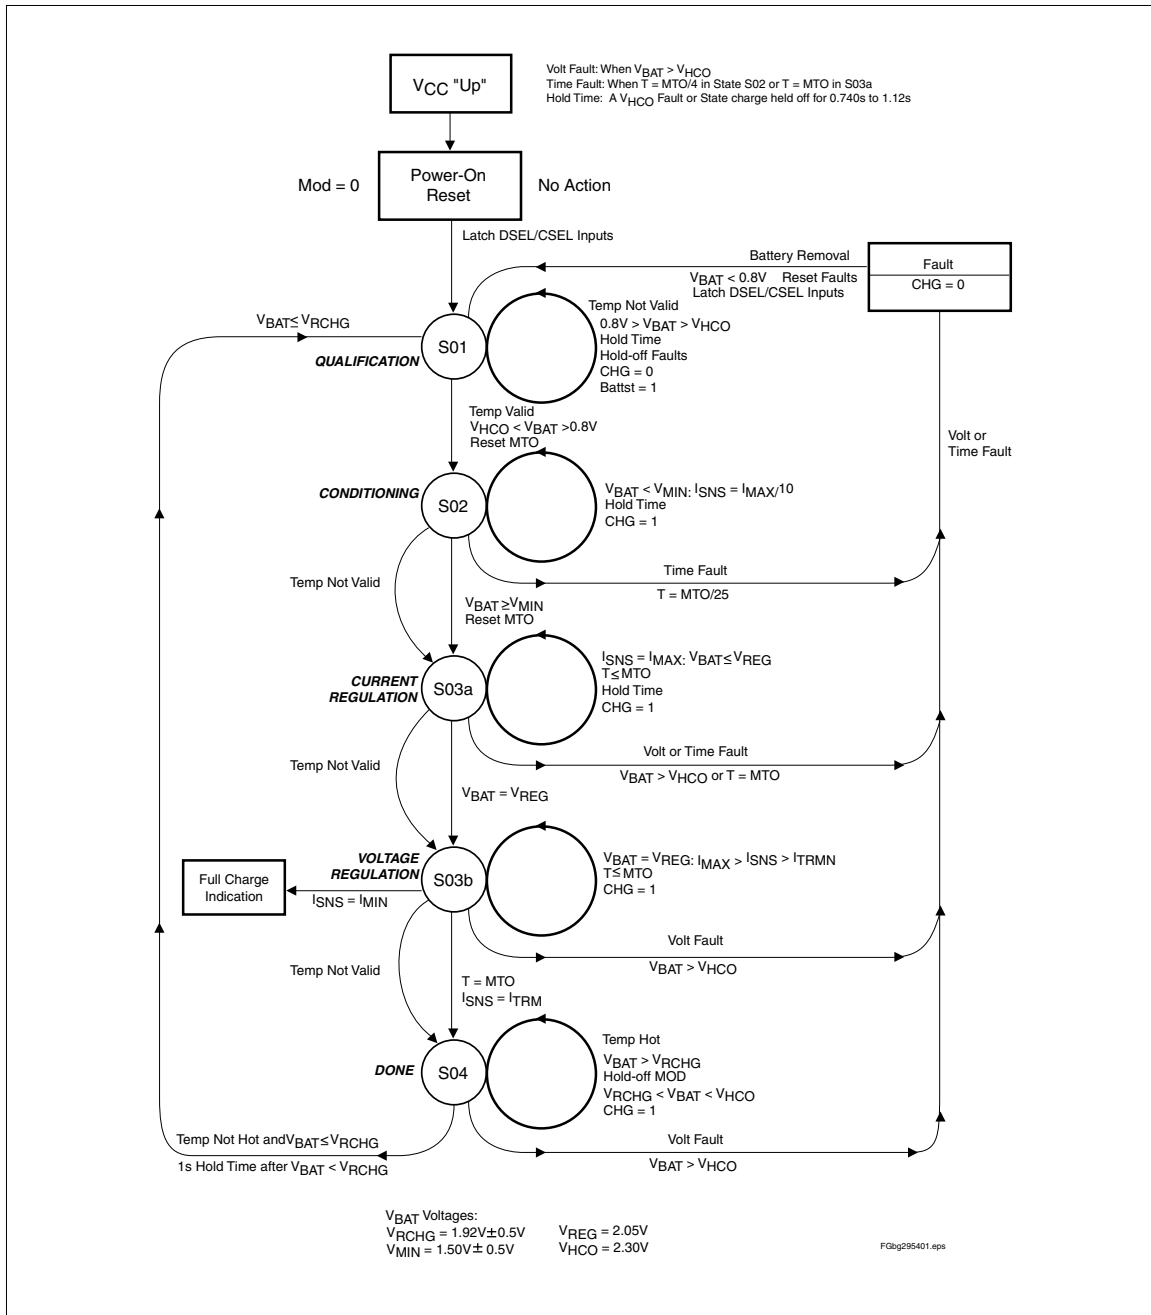 VCC "Up"
Volt Fault: When VBAT > VHCO
Time Fault: When T = MTO/4 in State S02 or T = MTO in S03a
Hold Time: A VHCO Fault or State charge held off for 0.740s to 1.12s
Mod = 0
Power-On
Reset
No Action
Latch DSEL/CSEL Inputs
Battery Removal
VBAT < 0.8V Reset Faults
Latch DSEL/CSEL Inputs
Fault
CHG = 0
VBAT ≤ VRCHG
S01
QUALIFICATION
Temp Not Valid
0.8V > VBAT > VHCO
Hold Time
Hold-off Faults
CHG = 0
Battst = 1
Temp Valid
VHCO < VBAT >0.8V
Reset MTO
Volt or
Time Fault
CONDITIONING
S02
VBAT < VMIN: ISNS = IMAX/10
Hold Time
CHG = 1
Time Fault
T = MTO/25
Temp Not Valid
VBAT ≥VMIN
Reset MTO
CURRENT
REGULATION
S03a
ISNS = IMAX: VBAT ≤ VREG
T ≤ MTO
Hold Time
CHG = 1
Volt or Time Fault
VBAT > VHCO or T = MTO
Temp Not Valid
VBAT = VREG
VOLTAGE
REGULATION
S03b
VBAT = VREG: IMAX > ISNS > ITRMN
T ≤ MTO
CHG = 1
Full Charge
Indication
ISNS = IMIN
Volt Fault
VBAT > VHCO
Temp Not Valid
T = MTO
ISNS = ITRM
DONE
S04
Temp Hot
VBAT > VRCHG
Hold-off MOD
VRCHG < VBAT < VHCO
CHG = 1
Volt Fault
VBAT > VHCO
Temp Not Hot andVBAT ≤ VRCHG
1s Hold Time after VBAT < VRCHG
VBAT Voltages:
VRCHG = 1.92V±0.5V VREG = 2.05V
VMIN = 1.50V± 0.5V VHCO = 2.30V
FGbg295401.eps